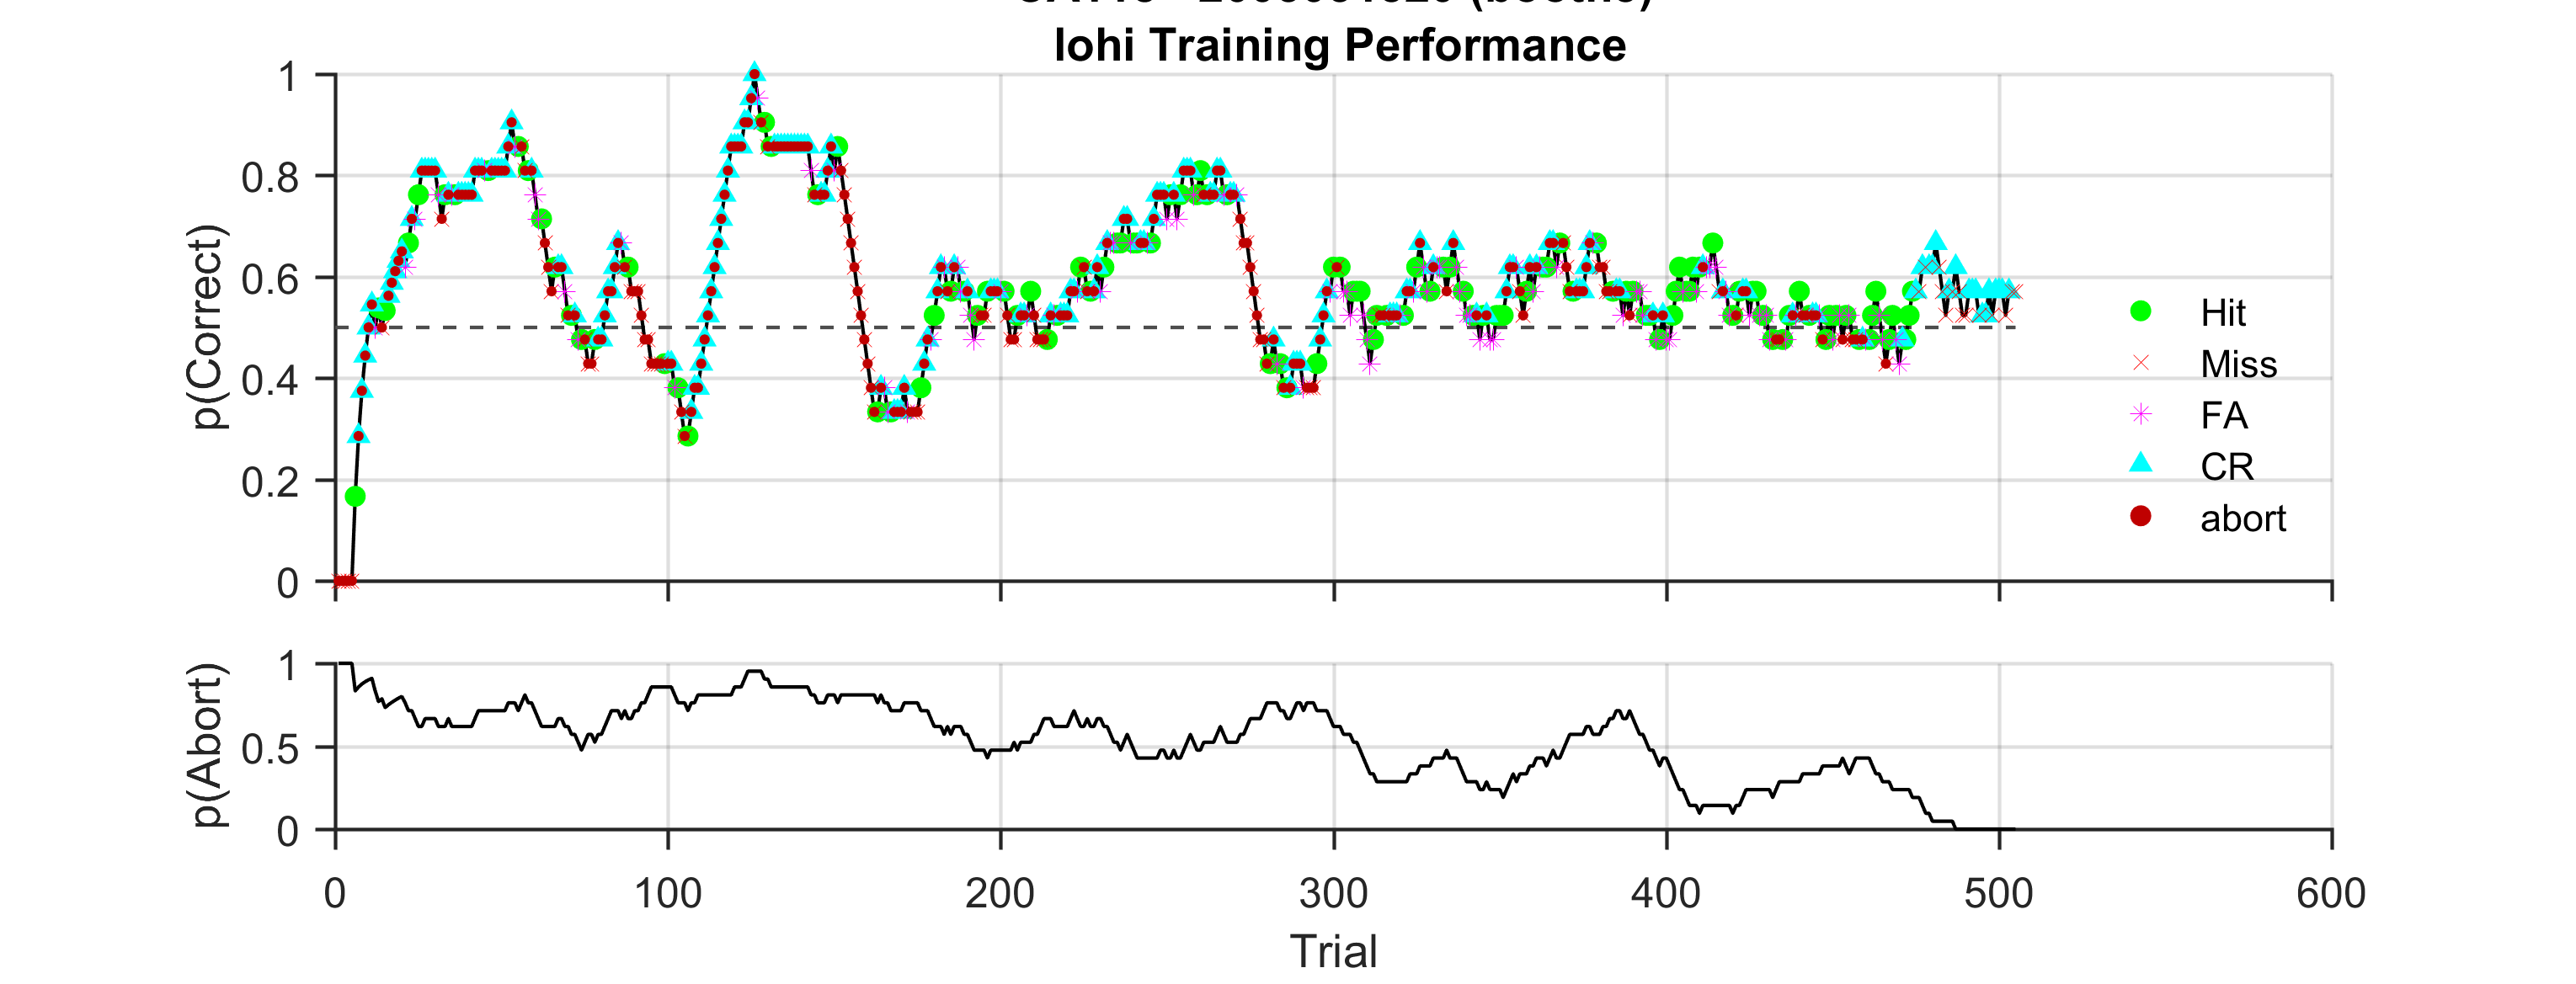 lohi Training Performance
p(Correct)
1
0.8
0.6
0.4
0.2
0
Hit
Miss
FA
CR
abort
p(Abort)
1
0.5
0
0 100 200 300 400 500 600
Trial